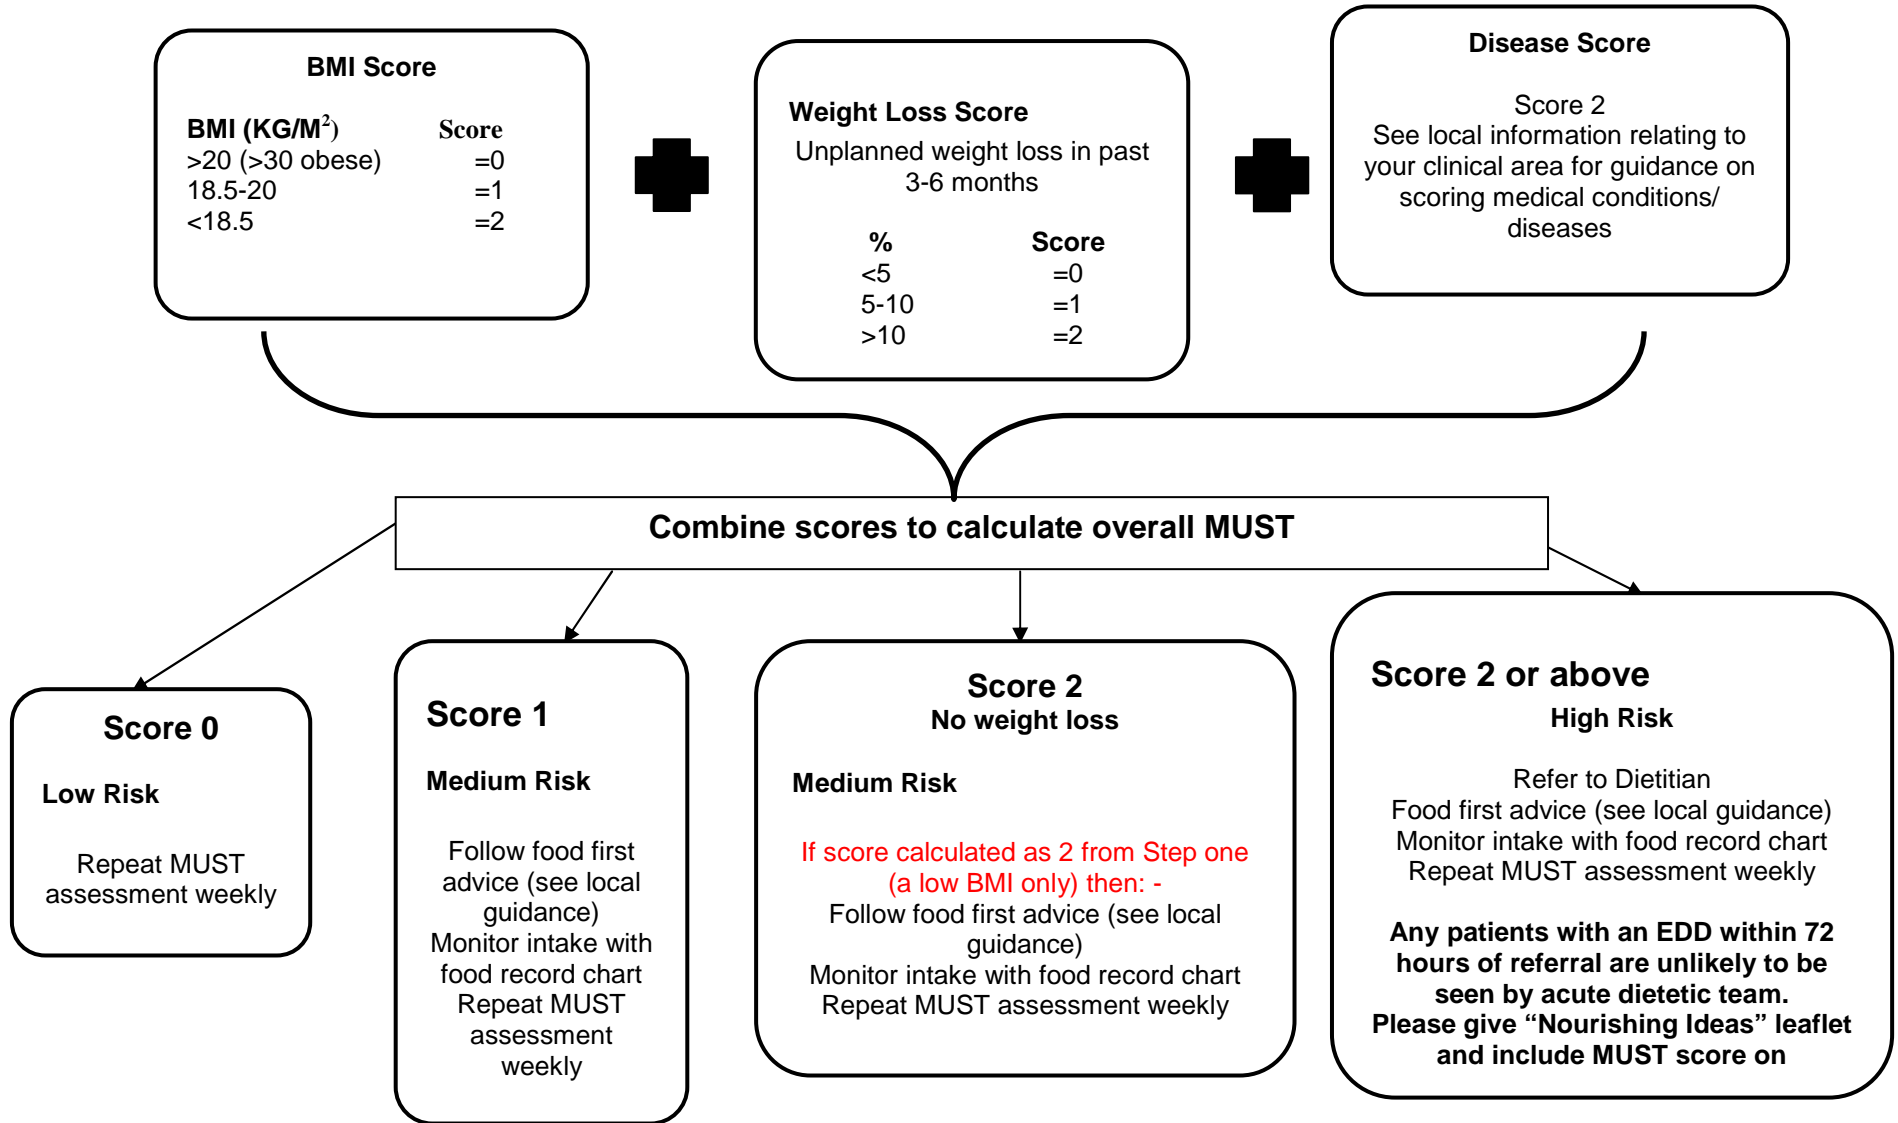 BMI Score
BMI (KG/M²) Score
>20 (>30 obese) =0
18.5-20 =1
<18.5 =2
Weight Loss Score
Unplanned weight loss in past
3-6 months
% Score
<5 =0
5-10 =1
>10 =2
Disease Score
Score 2
See local information relating to
your clinical area for guidance on
scoring medical conditions/
diseases
Combine scores to calculate overall MUST
Score 0
Low Risk
Repeat MUST
assessment weekly
Score 1
Medium Risk
Follow food first
advice (see local
guidance)
Monitor intake with
food record chart
Repeat MUST
assessment
weekly
Score 2
No weight loss
Medium Risk
If score calculated as 2 from Step one
(a low BMI only) then: -
Follow food first advice (see local
guidance)
Monitor intake with food record chart
Repeat MUST assessment weekly
Score 2 or above
High Risk
Refer to Dietitian
Food first advice (see local guidance)
Monitor intake with food record chart
Repeat MUST assessment weekly
Any patients with an EDD within 72
hours of referral are unlikely to be
seen by acute dietetic team.
Please give “Nourishing Ideas” leaflet
and include MUST score on